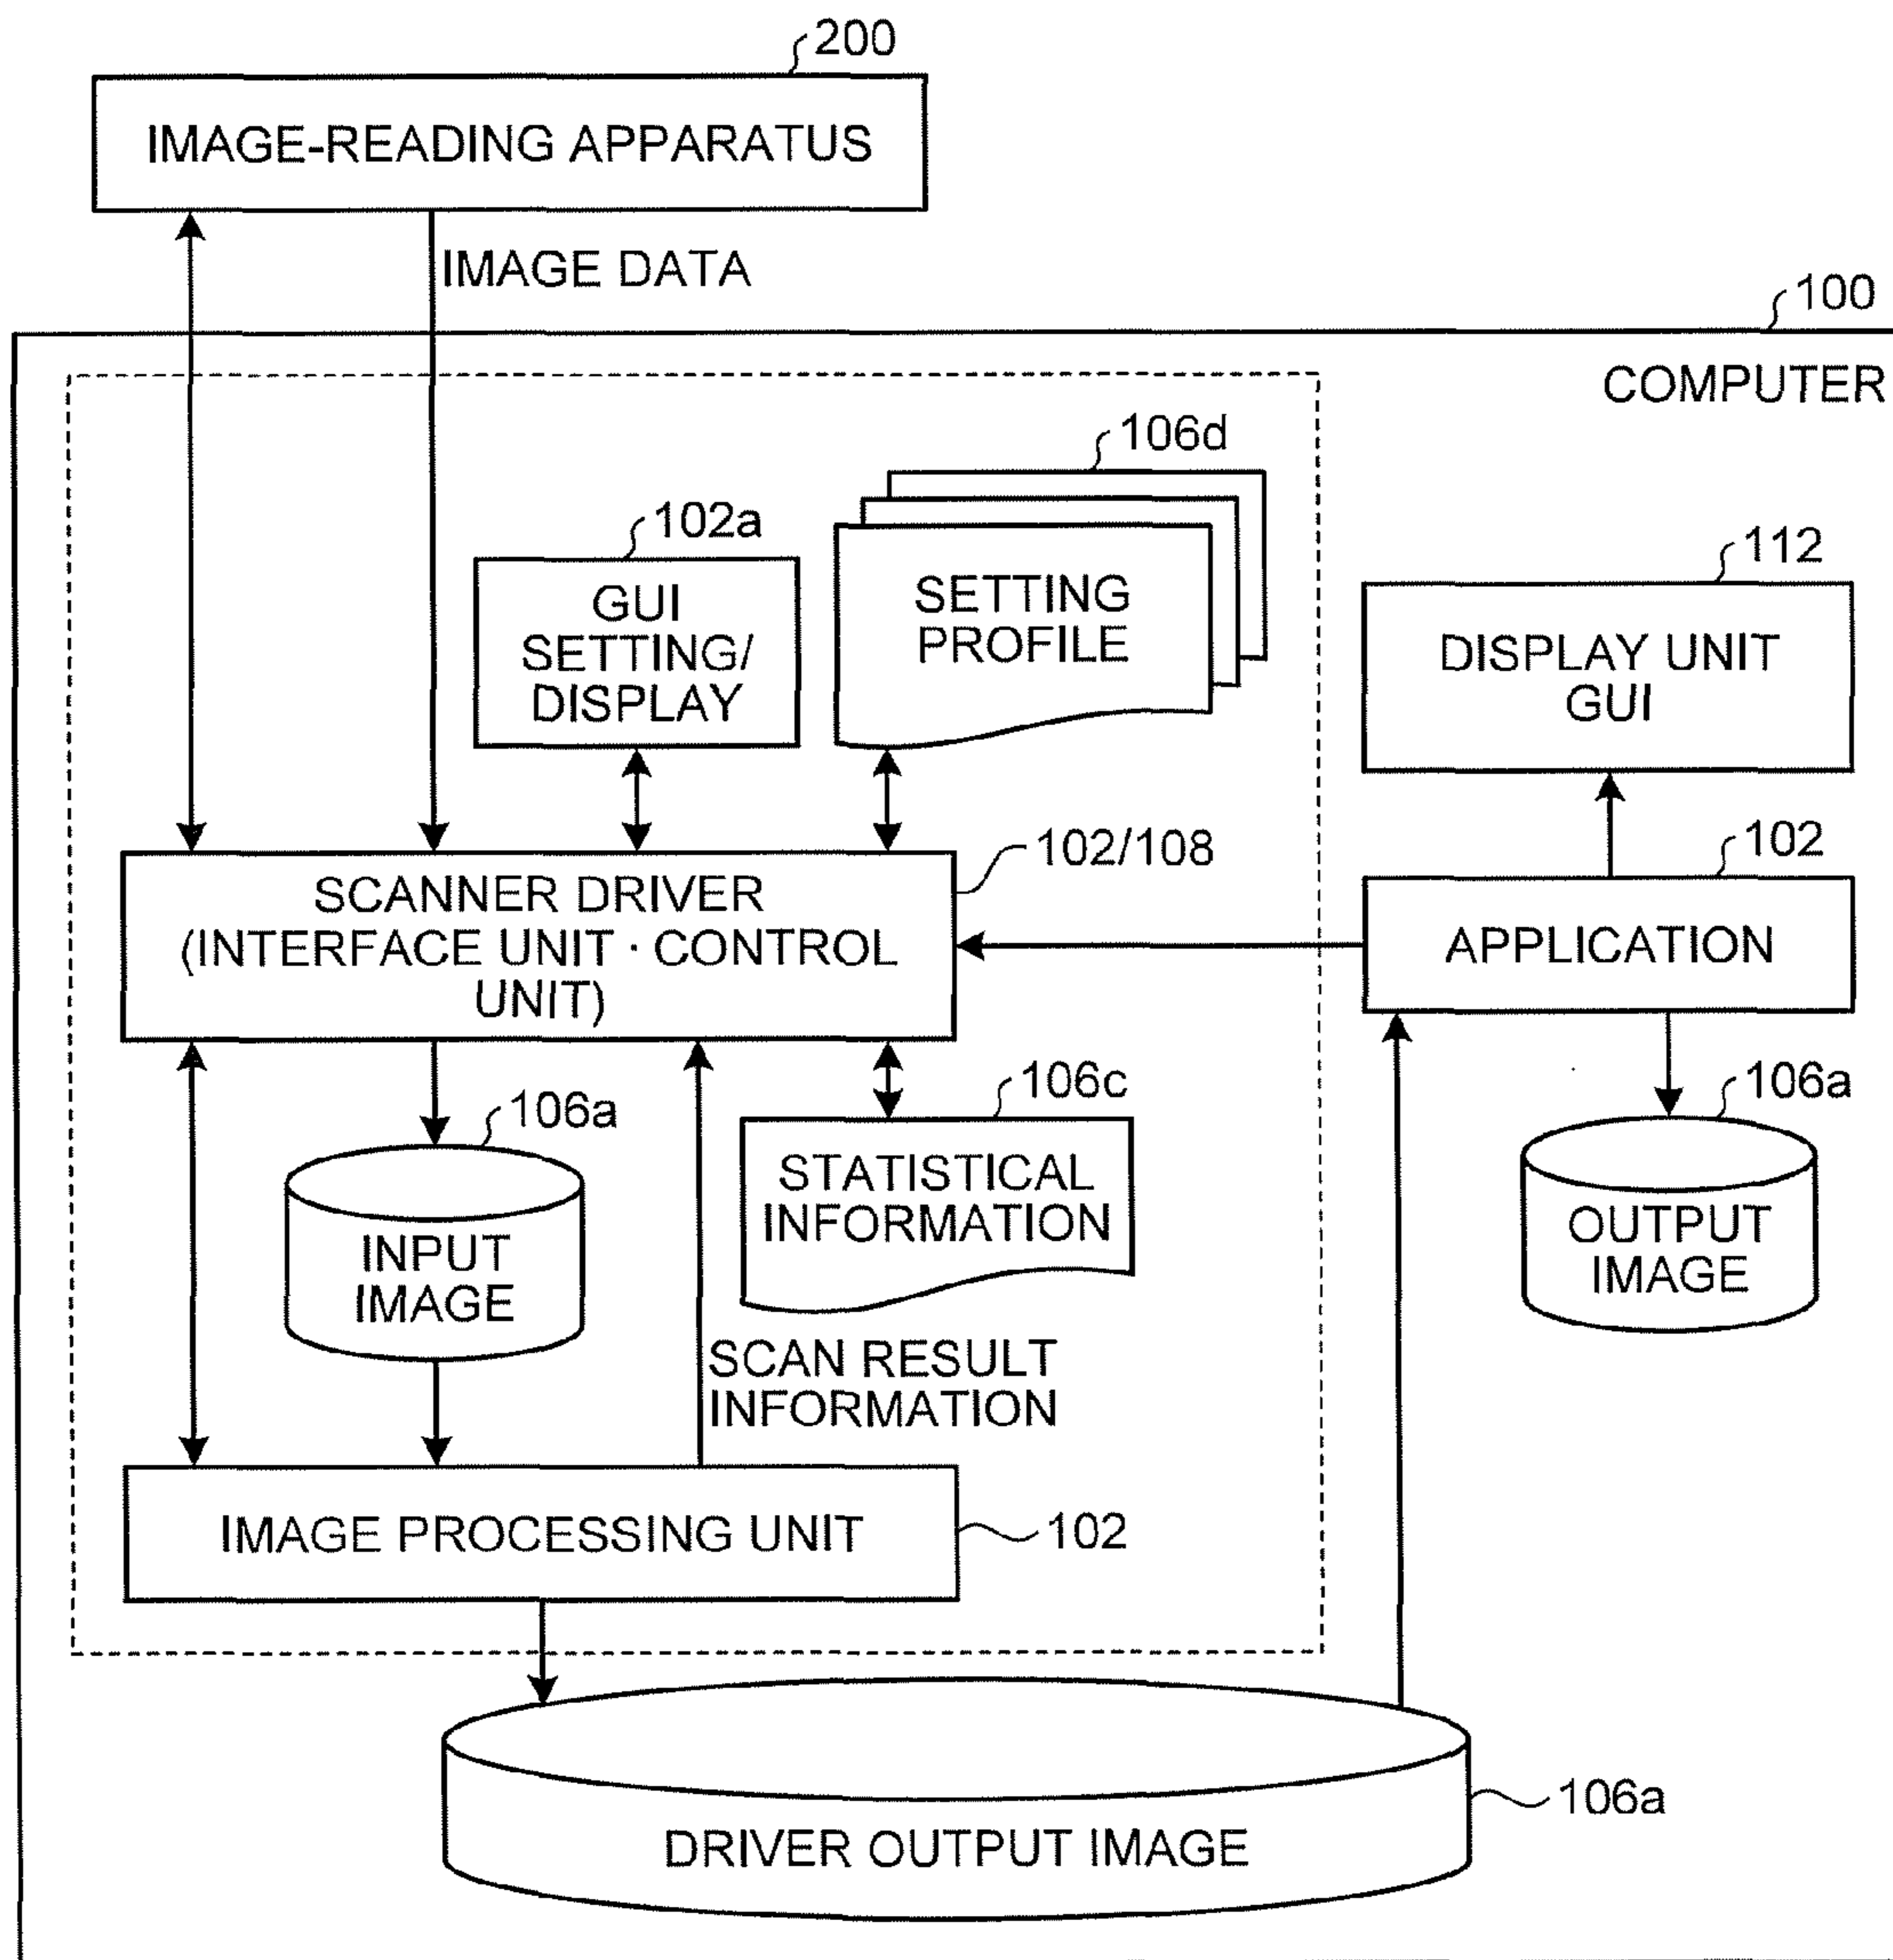 200
IMAGE-READING APPARATUS
IMAGE DATA
100
COMPUTER
106d
102a
GUI
SETTING/
DISPLAY
SETTING
PROFILE
112
DISPLAY UNIT
GUI
102/108
SCANNER DRIVER
(INTERFACE UNIT · CONTROL
UNIT)
102
APPLICATION
106a
INPUT
IMAGE
106c
STATISTICAL
INFORMATION
106a
OUTPUT
IMAGE
SCAN RESULT
INFORMATION
IMAGE PROCESSING UNIT
102
DRIVER OUTPUT IMAGE
106a